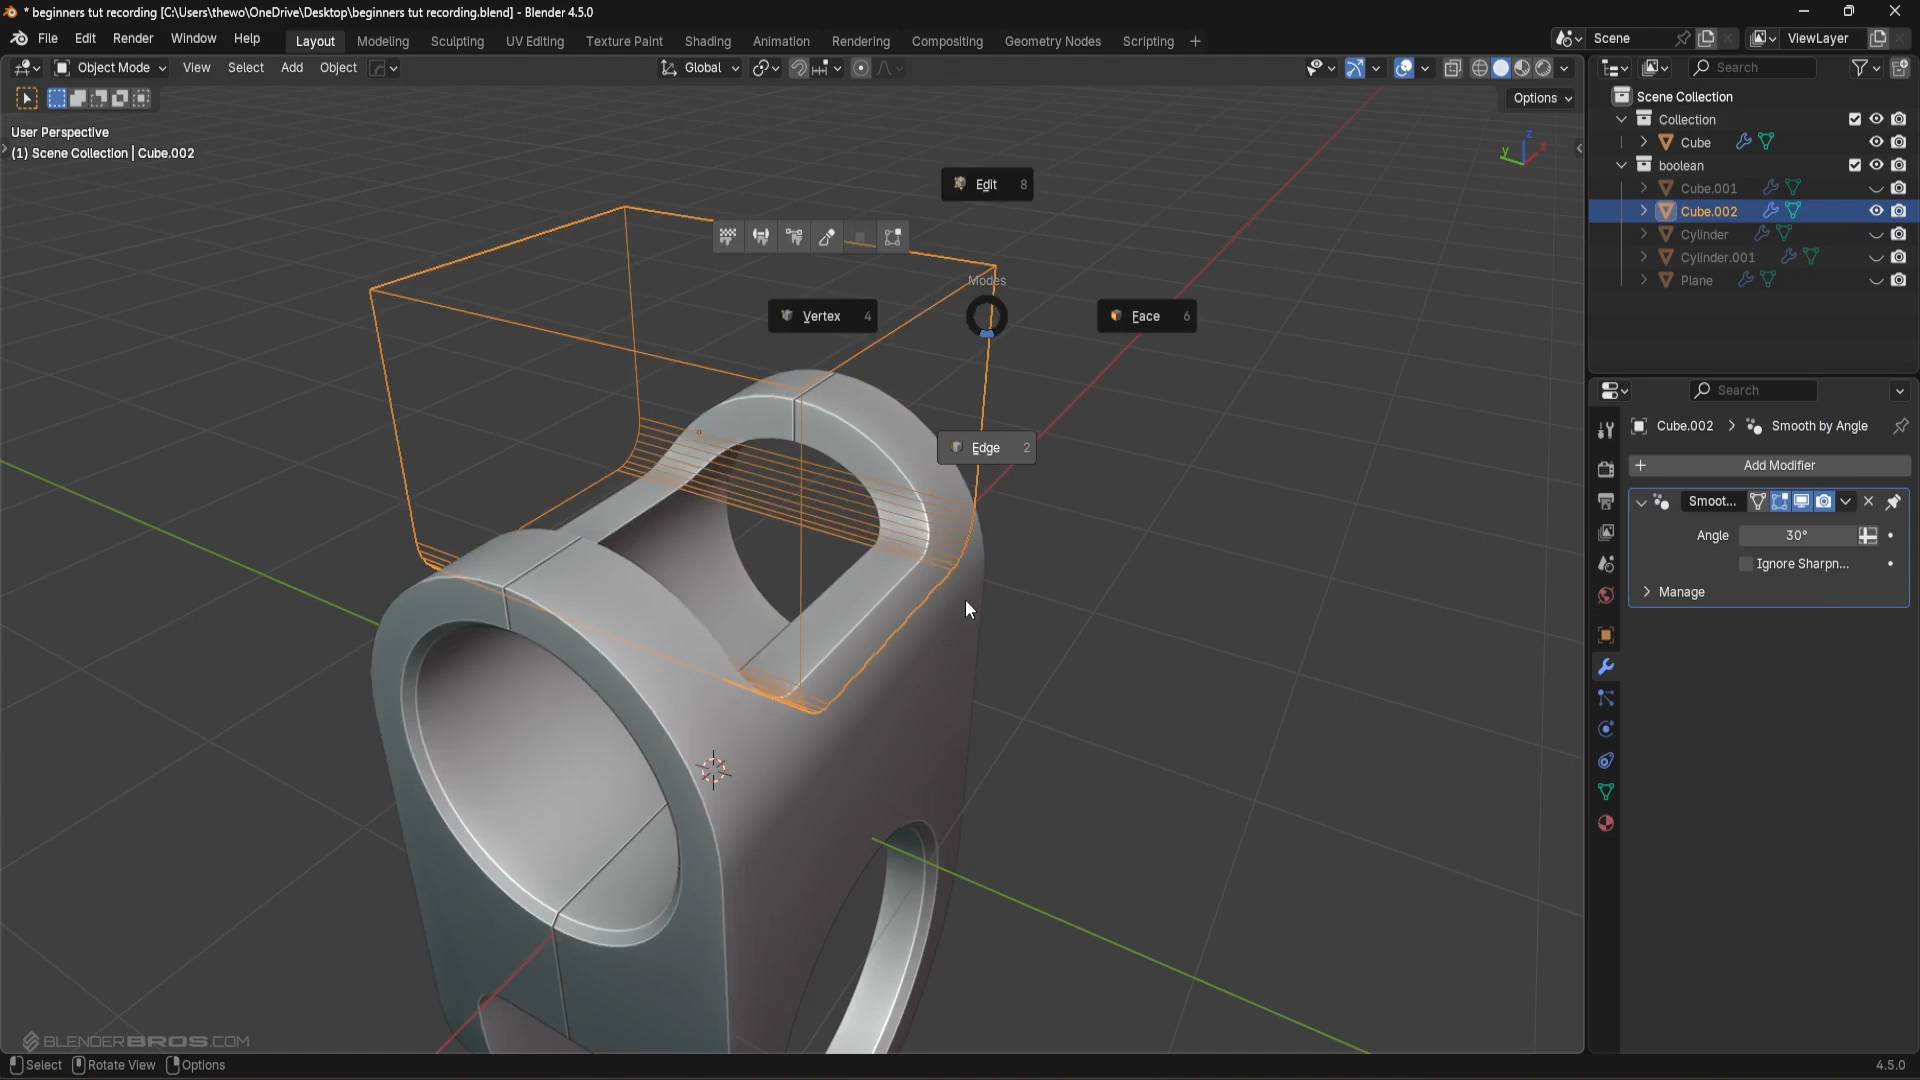 * beginners tut recording [C:\Users\thewo\OneDrive\Desktop\beginners tut recording.blend] - Blender 4.5.0
File Edit Render Window Help Layout Modeling Sculpting UV Editing Texture Paint Shading Animation Rendering Compositing Geometry Nodes Scripting + Scene ViewLayer
Object Mode View Select Add Object Global Search
Options
User Perspective
(1) Scene Collection | Cube.002
Scene Collection
Collection
Cube
boolean
Cube.001
Cube.002
Cylinder
Cylinder.001
Plane
z
x
y
Edit 8
Modes
Vertex 4
Face 6
Edge 2
Search
Cube.002 > Smooth by Angle
+ Add Modifier
Smoot...
Angle 30°
Ignore Sharpn...
Manage
BLENDERBROS.COM
Select Rotate View Options 4.5.0